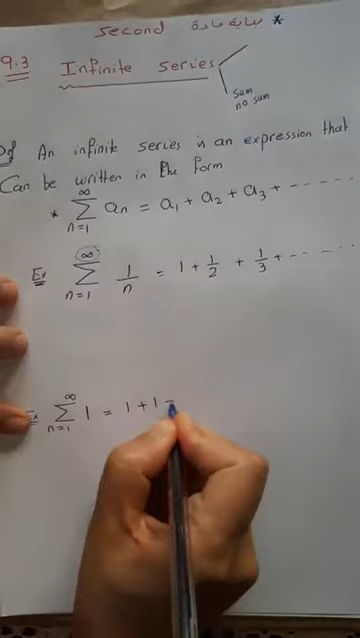 * بداية مادة second
9.3 Infinite series
sum
no sum
Def An infinite series is an expression that
Can be written in the form
* ∞ ∑ n=1 an = a1 + a2 + a3 + ------
Ex ∞ ∑ n=1 1/n = 1 + 1/2 + 1/3 + ------
Ex ∞ ∑ n=1 1 = 1 + 1